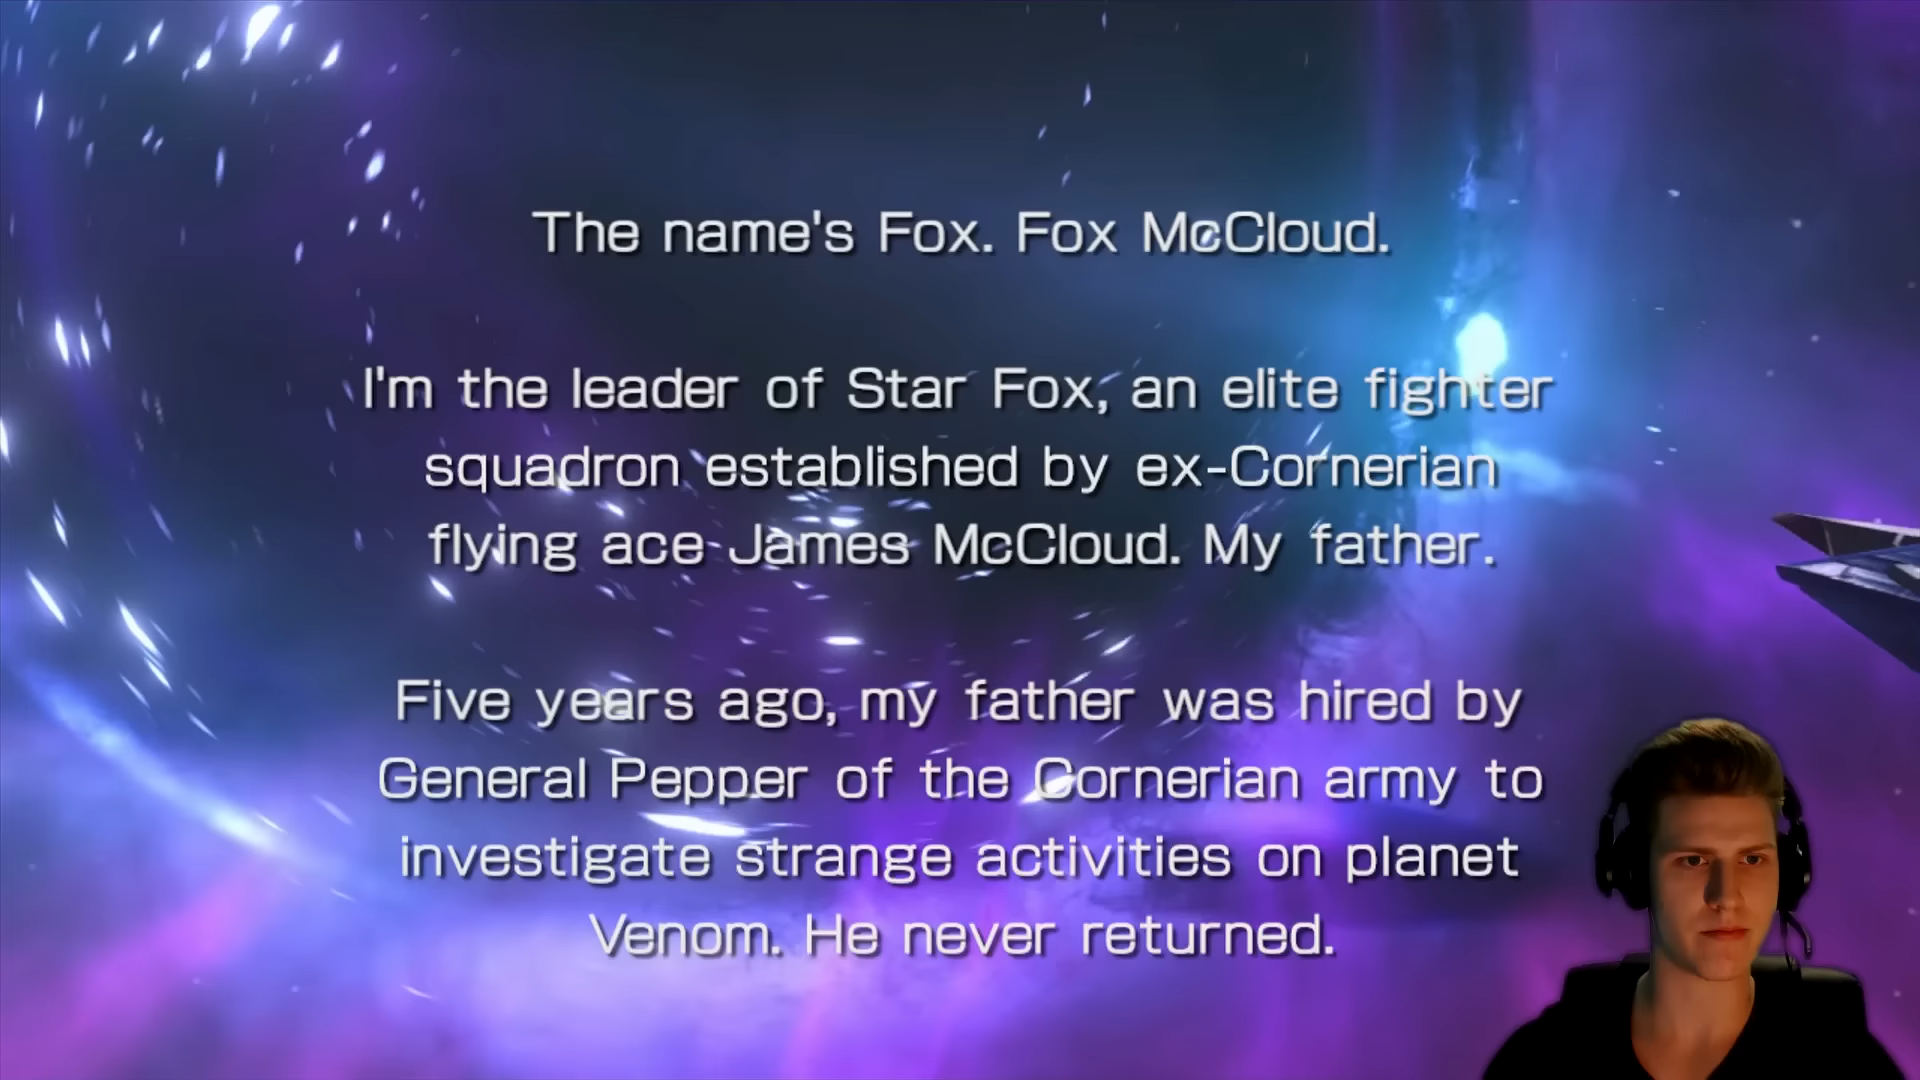 The name's Fox. Fox McCloud.
I'm the leader of Star Fox, an elite fighter
squadron established by ex-Cornerian
flying ace James McCloud. My father.
Five years ago, my father was hired by
General Pepper of the Cornerian army to
investigate strange activities on planet
Venom. He never returned.